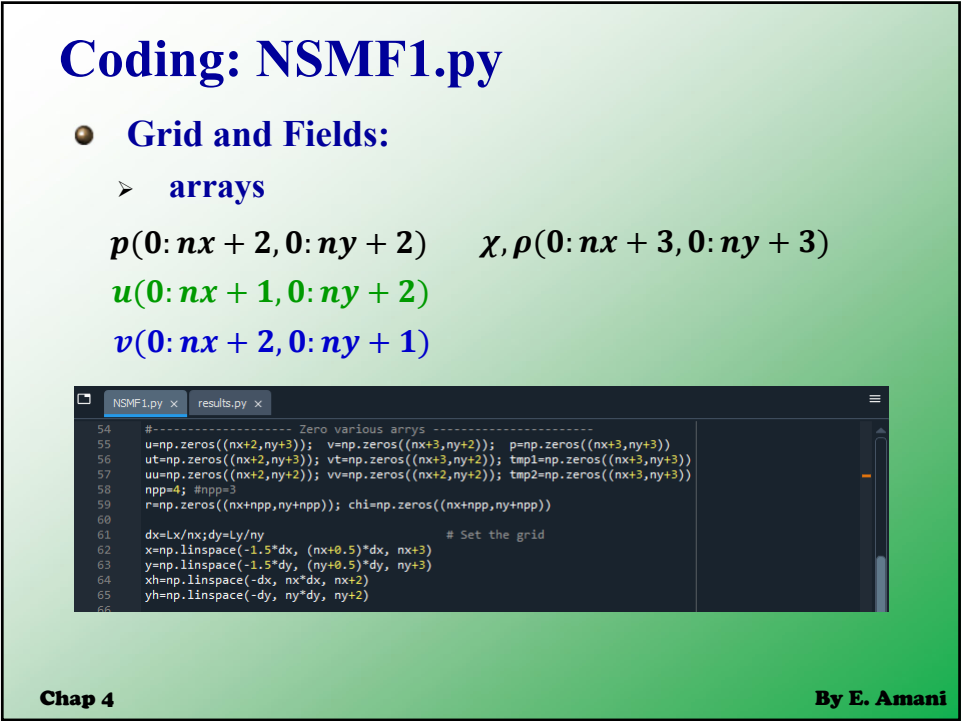 Coding: NSMF1.py
Grid and Fields:
arrays
𝒑(𝟎: 𝒏𝒙 + 𝟐, 𝟎: 𝒏𝒚 + 𝟐) 𝝌, 𝝆(𝟎: 𝒏𝒙 + 𝟑, 𝟎: 𝒏𝒚 + 𝟑)
𝒖(𝟎: 𝒏𝒙 + 𝟏, 𝟎: 𝒏𝒚 + 𝟐)
𝒗(𝟎: 𝒏𝒙 + 𝟐, 𝟎: 𝒏𝒚 + 𝟏)
NSMF1.py × results.py ×
54 #-------------------- Zero various arrys -----------------------
55 u=np.zeros((nx+2,ny+3)); v=np.zeros((nx+3,ny+2)); p=np.zeros((nx+3,ny+3))
56 ut=np.zeros((nx+2,ny+3)); vt=np.zeros((nx+3,ny+2)); tmp1=np.zeros((nx+3,ny+3))
57 uu=np.zeros((nx+2,ny+2)); vv=np.zeros((nx+2,ny+2)); tmp2=np.zeros((nx+3,ny+3))
58 npp=4; #npp=3
59 r=np.zeros((nx+npp,ny+npp)); chi=np.zeros((nx+npp,ny+npp))
60
61 dx=Lx/nx;dy=Ly/ny # Set the grid
62 x=np.linspace(-1.5*dx, (nx+0.5)*dx, nx+3)
63 y=np.linspace(-1.5*dy, (ny+0.5)*dy, ny+3)
64 xh=np.linspace(-dx, nx*dx, nx+2)
65 yh=np.linspace(-dy, ny*dy, ny+2)
66
Chap 4
By E. Amani